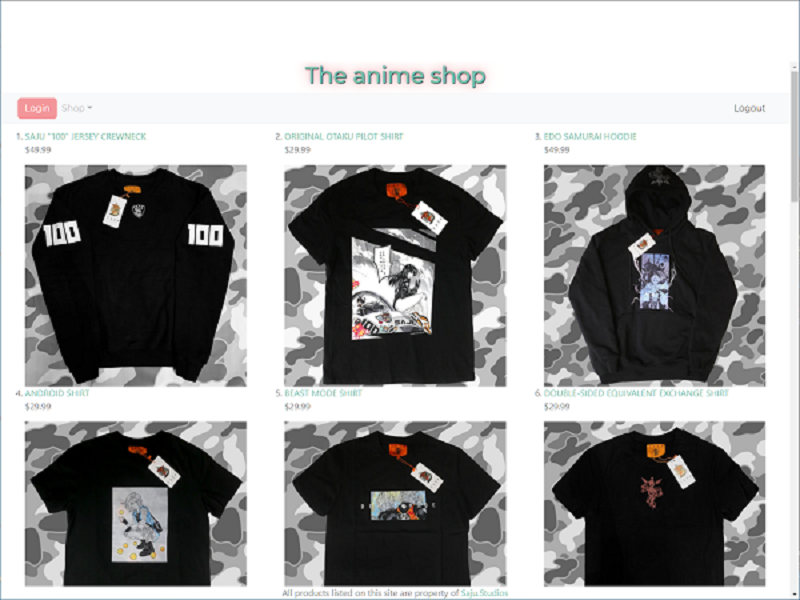 The anime shop
Login Shop Logout
1. SAJU "100" JERSEY CREWNECK
$49.99
2. ORIGINAL OTAKU PILOT SHIRT
$29.99
3. EDO SAMURAI HOODIE
$49.99
100 100
4. ANDROID SHIRT
$29.99
5. BEAST MODE SHIRT
$29.99
6. DOUBLE-SIDED EQUIVALENT EXCHANGE SHIRT
$29.99
All products listed on this site are property of Saju.Studios